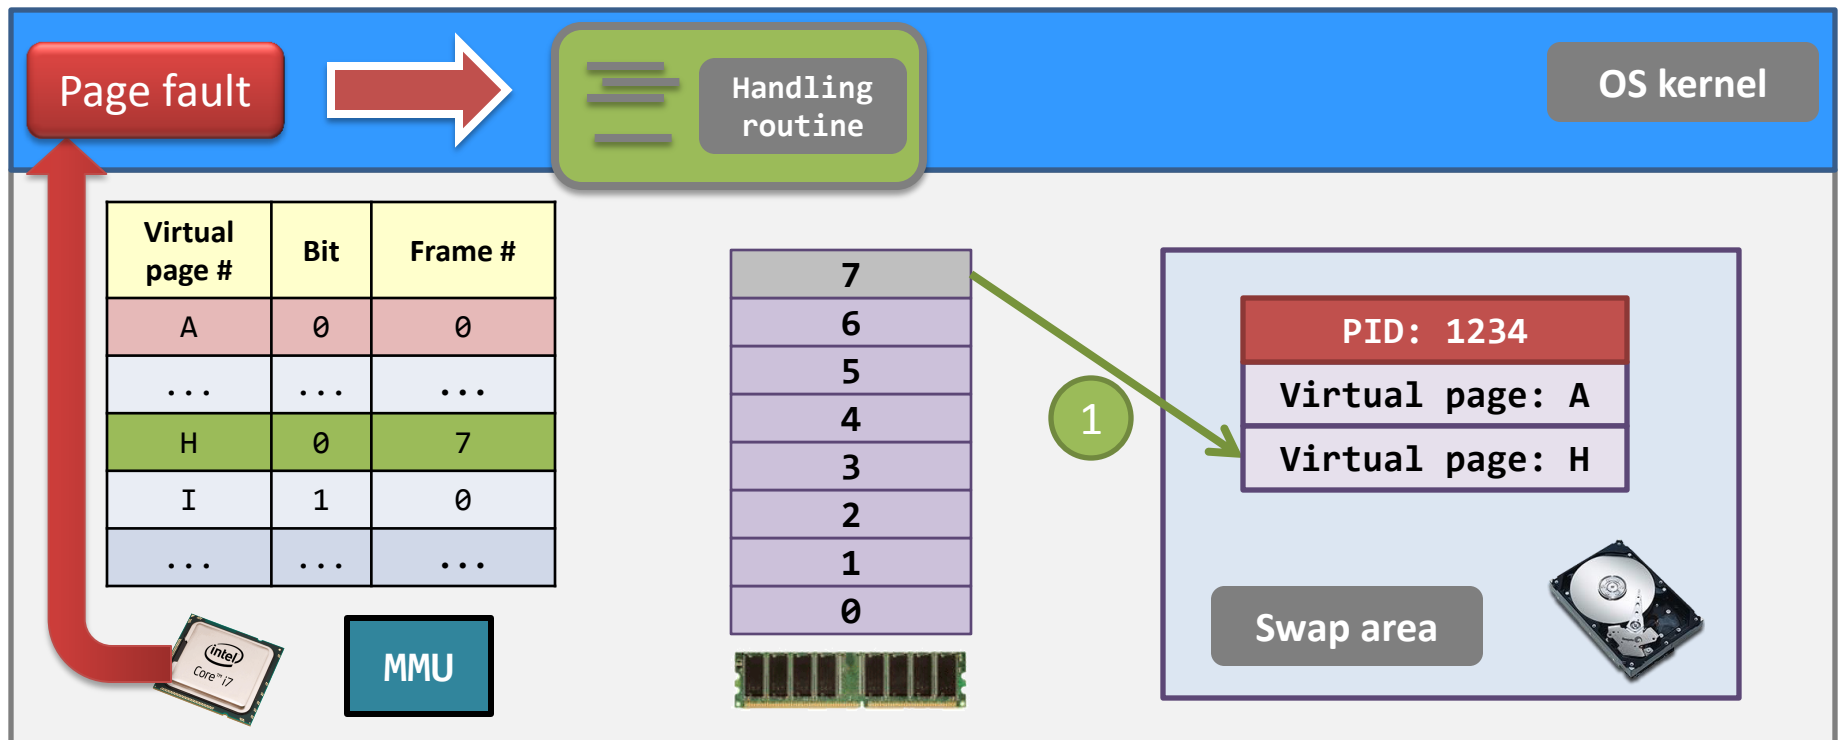 Page fault
Handling
routine
OS kernel
Virtual
page #
Bit
Frame #
A
0
0
...
...
...
H
0
7
I
1
0
...
...
...
7
6
5
4
3
2
1
0
1
PID: 1234
Virtual page: A
Virtual page: H
Swap area
intel
Core™ i7
MMU